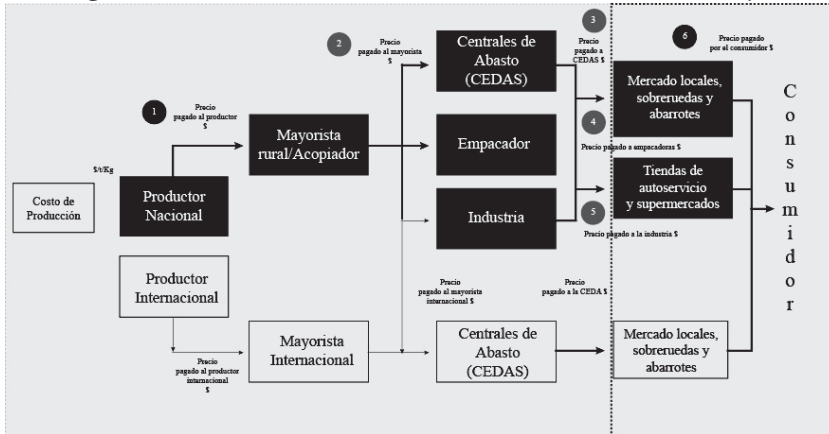 3
6
2
Precio
pagado al mayorista
$
Centrales de
Abasto
(CEDAS)
Precio
pagado a
CEDAS $
Precio pagado
por el consumidor $
1
Precio
pagado al productor
$
Mercado locales,
sobreruedas y
abarrotes
4
Mayorista
rural/Acopiador
Empacador
Precio pagado a empacadoras $
$/t/Kg
Costo de
Producción
Productor
Nacional
Industria
Tiendas de
autoservicio
y supermercados
5
Precio pagado a la industria $
Consumidor
Productor
Internacional
Precio
pagado al mayorista
internacional $
Precio
pagado a la CEDA $
Mayorista
Internacional
Precio
pagado al productor
internacional
$
Centrales de
Abasto
(CEDAS)
Mercado locales,
sobreruedas y
abarrotes